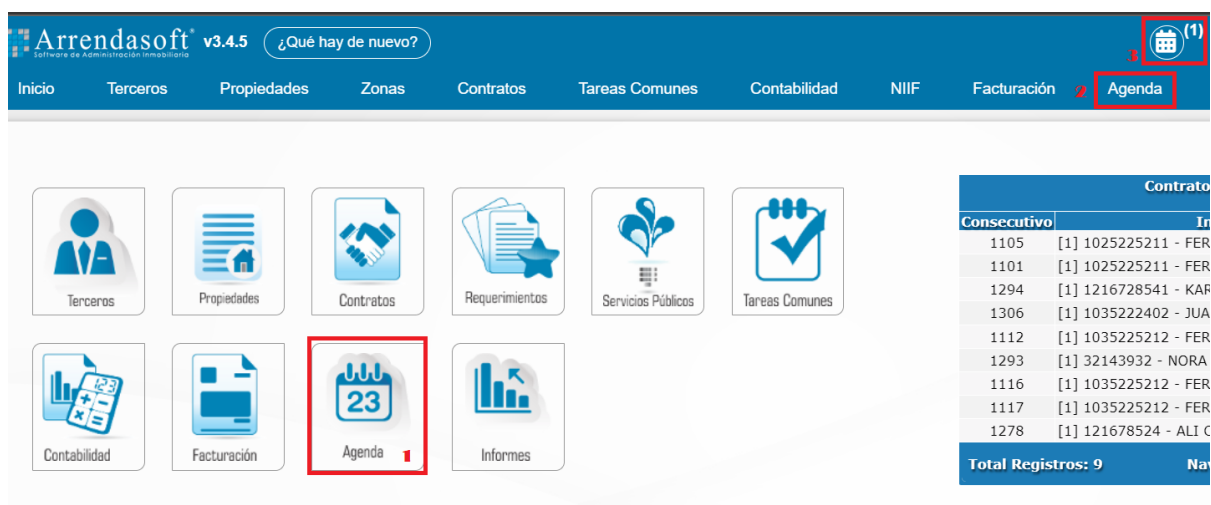 Arrendasoft® v3.4.5 ¿Qué hay de nuevo? 3 (1)
Software de Administración Inmobiliaria
Inicio Terceros Propiedades Zonas Contratos Tareas Comunes Contabilidad NIIF Facturación 2 Agenda
Terceros Propiedades Contratos Requerimientos Servicios Públicos Tareas Comunes
123
23
Contabilidad Facturación Agenda 1 Informes
Contrato
Consecutivo In
1105 [1] 1025225211 - FER
1101 [1] 1025225211 - FER
1294 [1] 1216728541 - KAR
1306 [1] 1035222402 - JUA
1112 [1] 1035225212 - FER
1293 [1] 32143932 - NORA
1116 [1] 1035225212 - FER
1117 [1] 1035225212 - FER
1278 [1] 121678524 - ALI C
Total Registros: 9 Nav